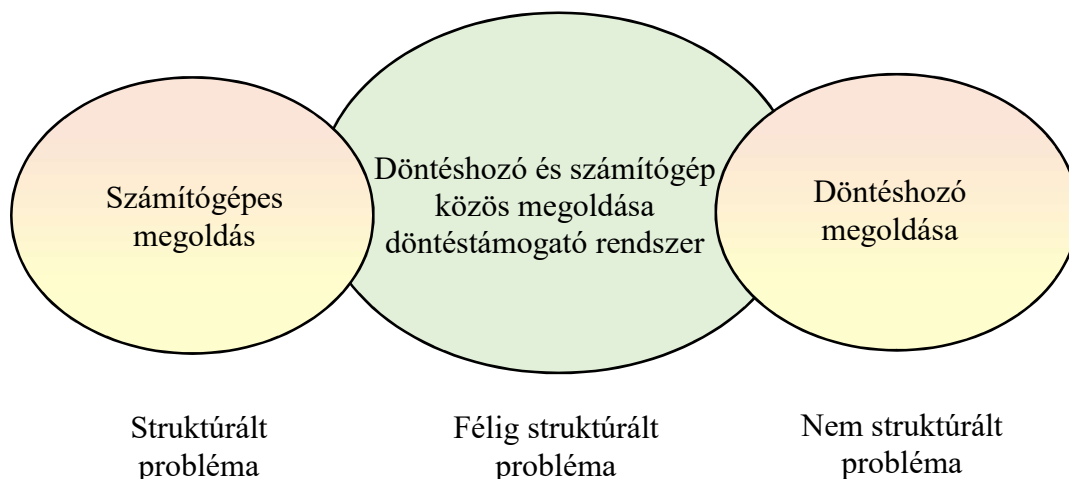 Számítógépes
megoldás
Döntéshozó és számítógép
közös megoldása
döntéstámogató rendszer
Döntéshozó
megoldása
Struktúrált
probléma
Félig struktúrált
probléma
Nem struktúrált
probléma